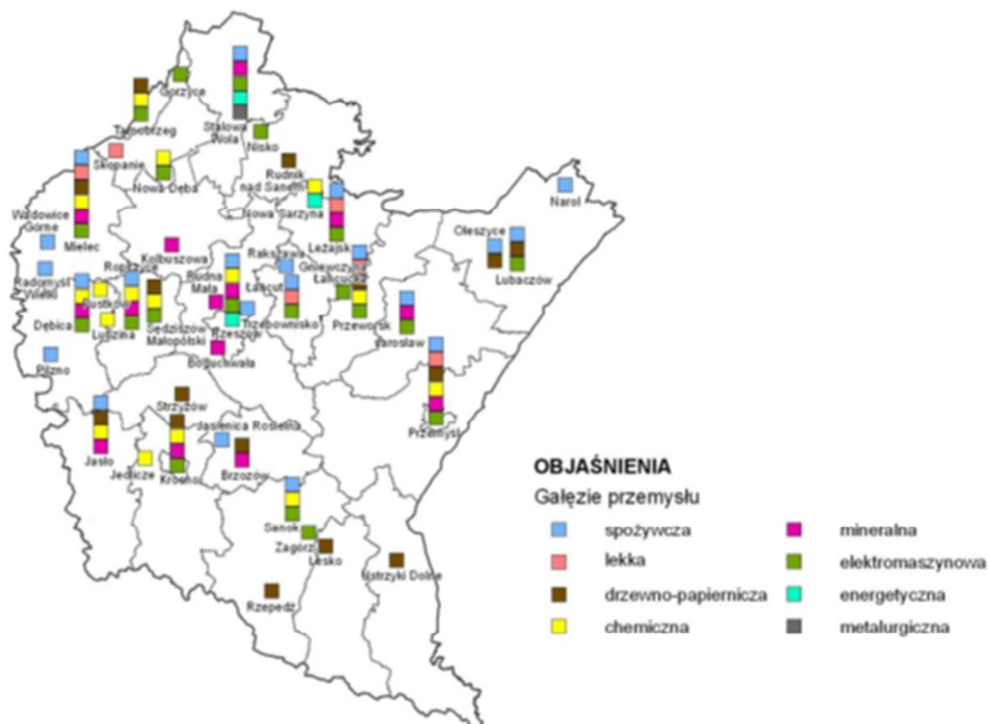 Gorzyce
Tarnobrzeg
Stalowa
Wola
Nisko
Skopanie
Nowa Dęba
Rudnik
nad Sanem
Narol
Wadowice
Górne
Mielec
Nowa Sarzyna
Leżajsk
Oleszyce
Lubaczów
Kolbuszowa
Rakszawa
Gniewczyna
Łańcucka
Radomyśl
Wielki
Ropczyce
Rudna
Mała
Łańcut
Pustków
Dębica
Lubzina
Sędziszów
Małopolski
Rzeszów
Trzebownisko
Przeworsk
Jarosław
Pilzno
Boguchwała
Strzyżów
Przemyśl
Jasienica Rosielna
Jasło
Jedlicze
Krosno
Brzozów
OBJAŚNIENIA
Gałęzie przemysłu
Sanok
spożywcza
mineralna
Zagórz
Lesko
lekka
elektromaszynowa
Ustrzyki Dolne
drzewno-papiernicza
energetyczna
Rzepedź
chemiczna
metalurgiczna